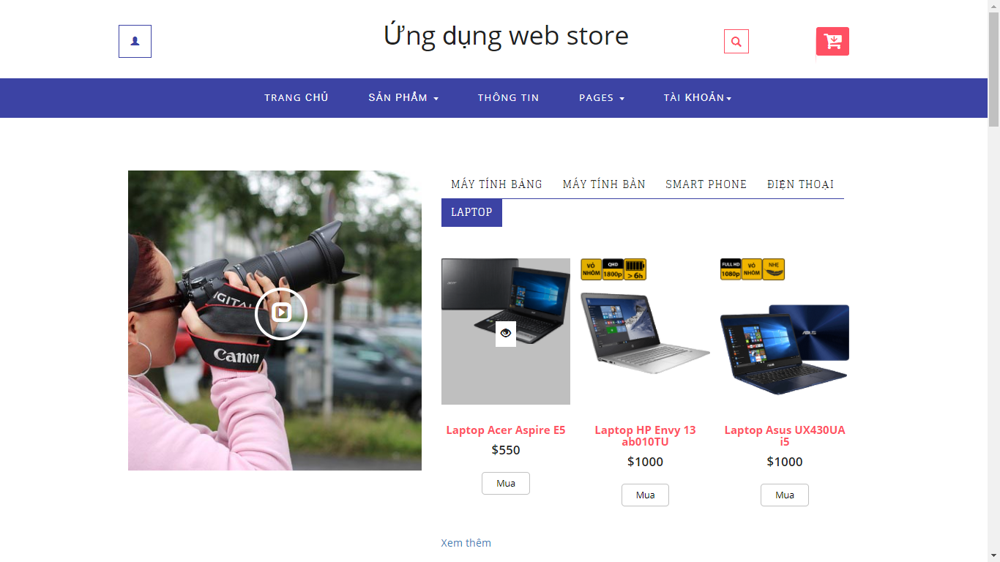 Ứng dụng web store
TRANG CHỦ
SẢN PHẨM
THÔNG TIN
PAGES
TÀI KHOẢN
MÁY TÍNH BẢNG
MÁY TÍNH BÀN
SMART PHONE
ĐIỆN THOẠI
LAPTOP
DIGITAL
Canon
acer
VỎ NHÔM
QHD 1800p
> 6h
FULL HD 1080p
VỎ NHÔM
NHẸ
ASUS
Laptop Acer Aspire E5
$550
Mua
Laptop HP Envy 13
ab010TU
$1000
Mua
Laptop Asus UX430UA
i5
$1000
Mua
Xem thêm